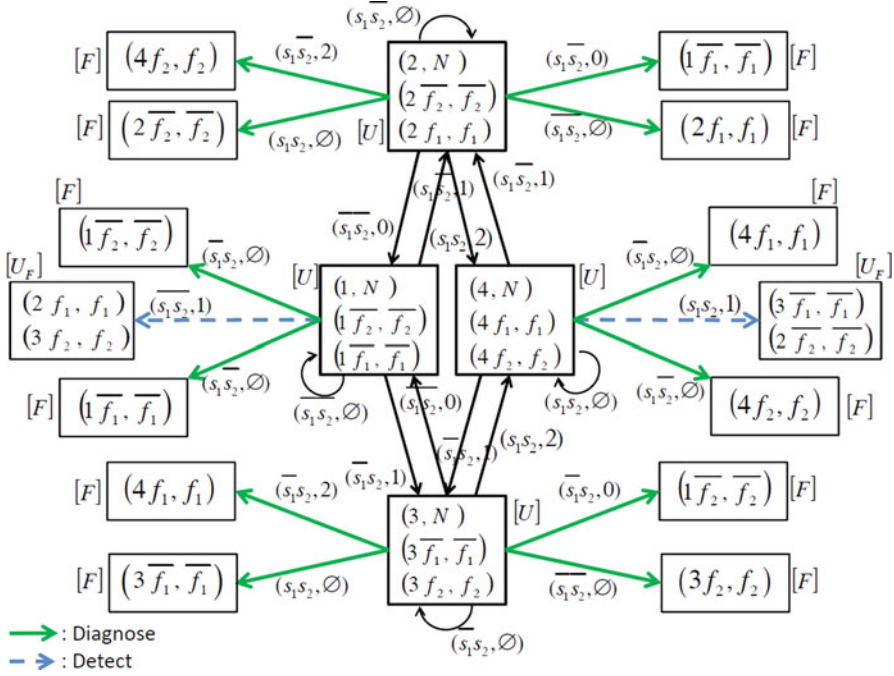 (s₁s̅₂, ∅)
[F] (4f₂, f₂)
(s₁s̅₂, 2)
(2, N)
(2f̅₂, f̅₂)
(2f₁, f₁)
[U]
(s₁s̅₂, 0)
(1f̅₁, f̅₁) [F]
[F] (2f̅₂, f̅₂)
(s₁s₂, ∅)
(s̅₁s̅₂, ∅)
(2f₁, f₁) [F]
(s₁s̅₂, 1)
(s₁s̅₂, 1)
(s̅₁s̅₂, 0)
(s₁s₂, 2)
[F]
(1f̅₂, f̅₂)
(s̅₁s₂, ∅)
[U]
(1, N)
(1f̅₂, f̅₂)
(1f̅₁, f̅₁)
(4, N)
(4f₁, f₁)
(4f₂, f₂)
[U]
(s̅₁s₂, ∅)
[F]
(4f₁, f₁)
[U_F]
(2f₁, f₁)
(3f₂, f₂)
(s̅₁s̅₂, 1)
(s₁s₂, 1)
[U_F]
(3f̅₁, f̅₁)
(2f̅₂, f̅₂)
[F] (1f̅₁, f̅₁)
(s₁s̅₂, ∅)
(s̅₁s̅₂, ∅)
(s̅₁s̅₂, 0)
(s₁s₂, ∅)
(s₁s̅₂, ∅)
(4f₂, f₂) [F]
(s̅₁s₂, 1)
(s̅₁s₂, 1)
(s₁s₂, 2)
[F] (4f₁, f₁)
(s̅₁s₂, 2)
(3, N)
(3f̅₁, f̅₁)
(3f₂, f₂)
[U]
(s̅₁s₂, 0)
(1f̅₂, f̅₂) [F]
[F] (3f̅₁, f̅₁)
(s₁s₂, ∅)
(s̅₁s̅₂, ∅)
(3f₂, f₂) [F]
(s̅₁s₂, ∅)
: Diagnose
: Detect